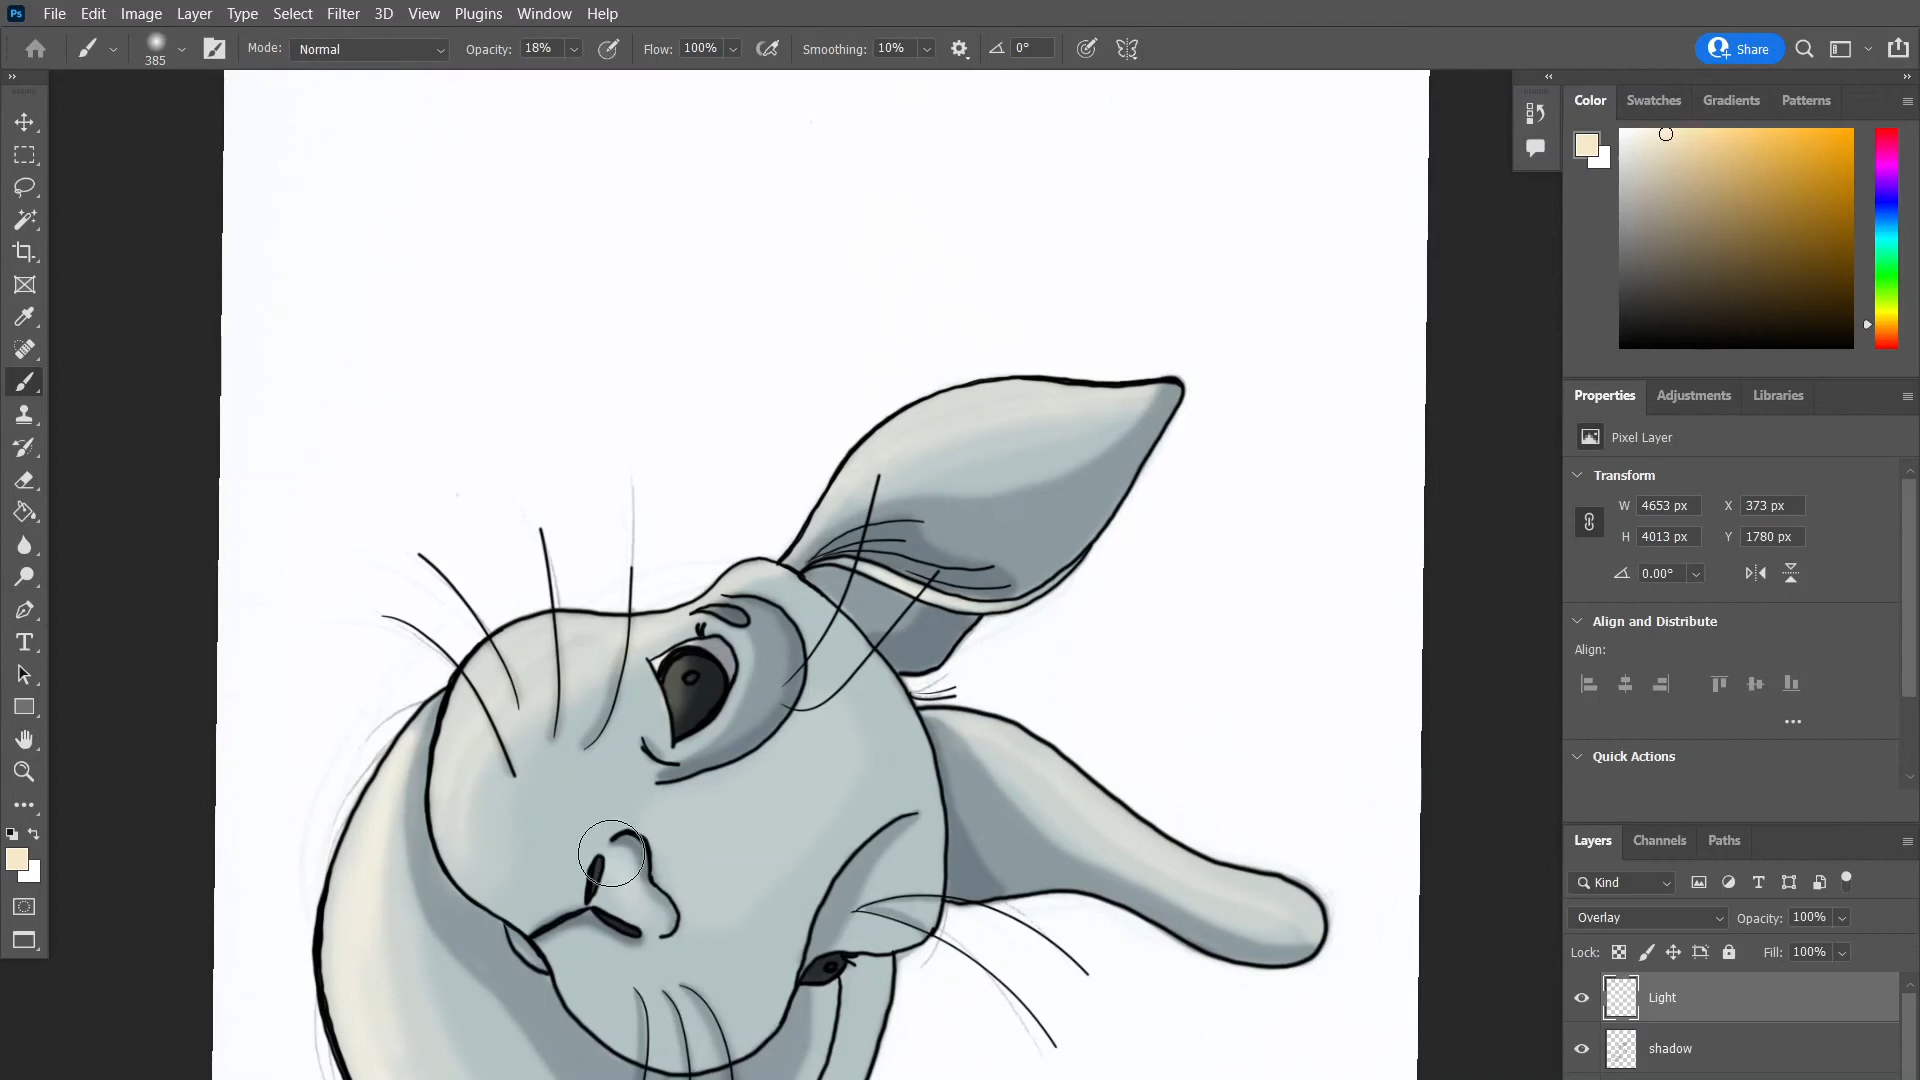 Ps File Edit Image Layer Type Select Filter 3D View Plugins Window Help
385 Mode: Normal Opacity: 18% Flow: 100% Smoothing: 10% 0° Share
Color Swatches Gradients Patterns
Properties Adjustments Libraries
Pixel Layer
Transform
W 4653 px X 373 px
H 4013 px Y 1780 px
0.00°
Align and Distribute
Align:
Quick Actions
Layers Channels Paths
Kind
Overlay Opacity: 100%
Lock: Fill: 100%
Light
shadow